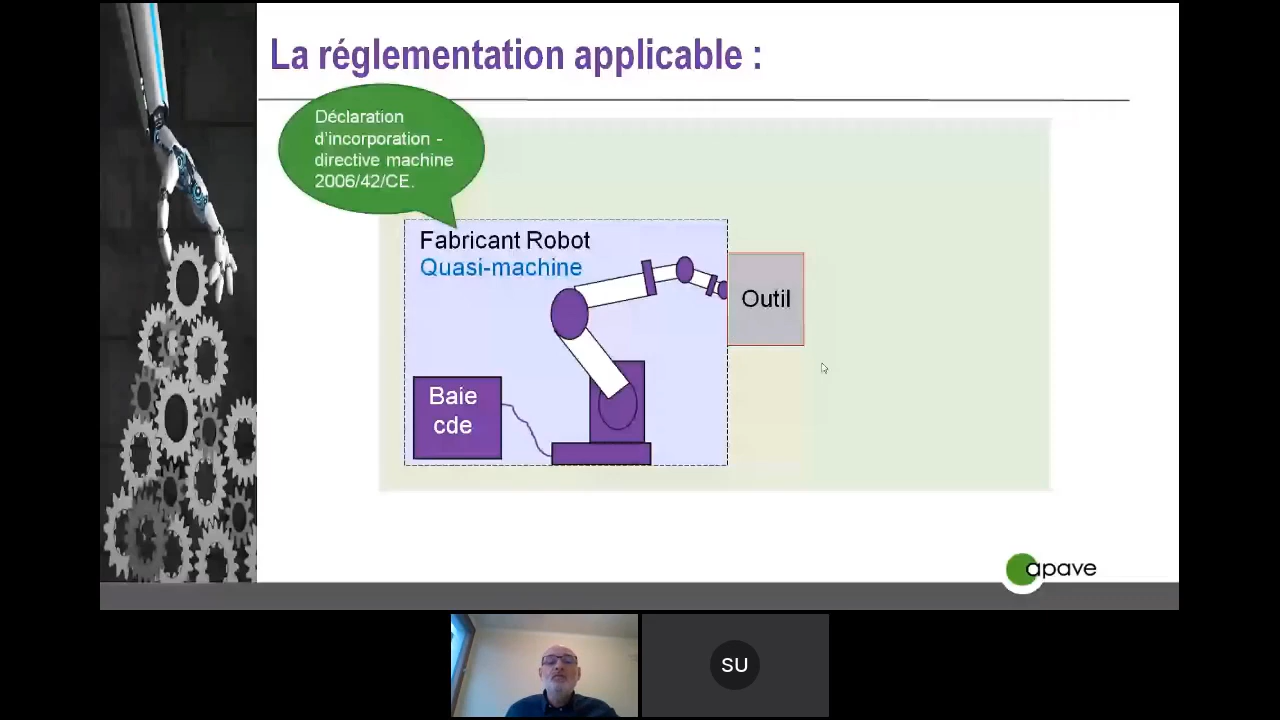 La réglementation applicable :
Déclaration
d'incorporation -
directive machine
2006/42/CE.
Fabricant Robot
Quasi-machine
Outil
Baie
cde
apave
SU